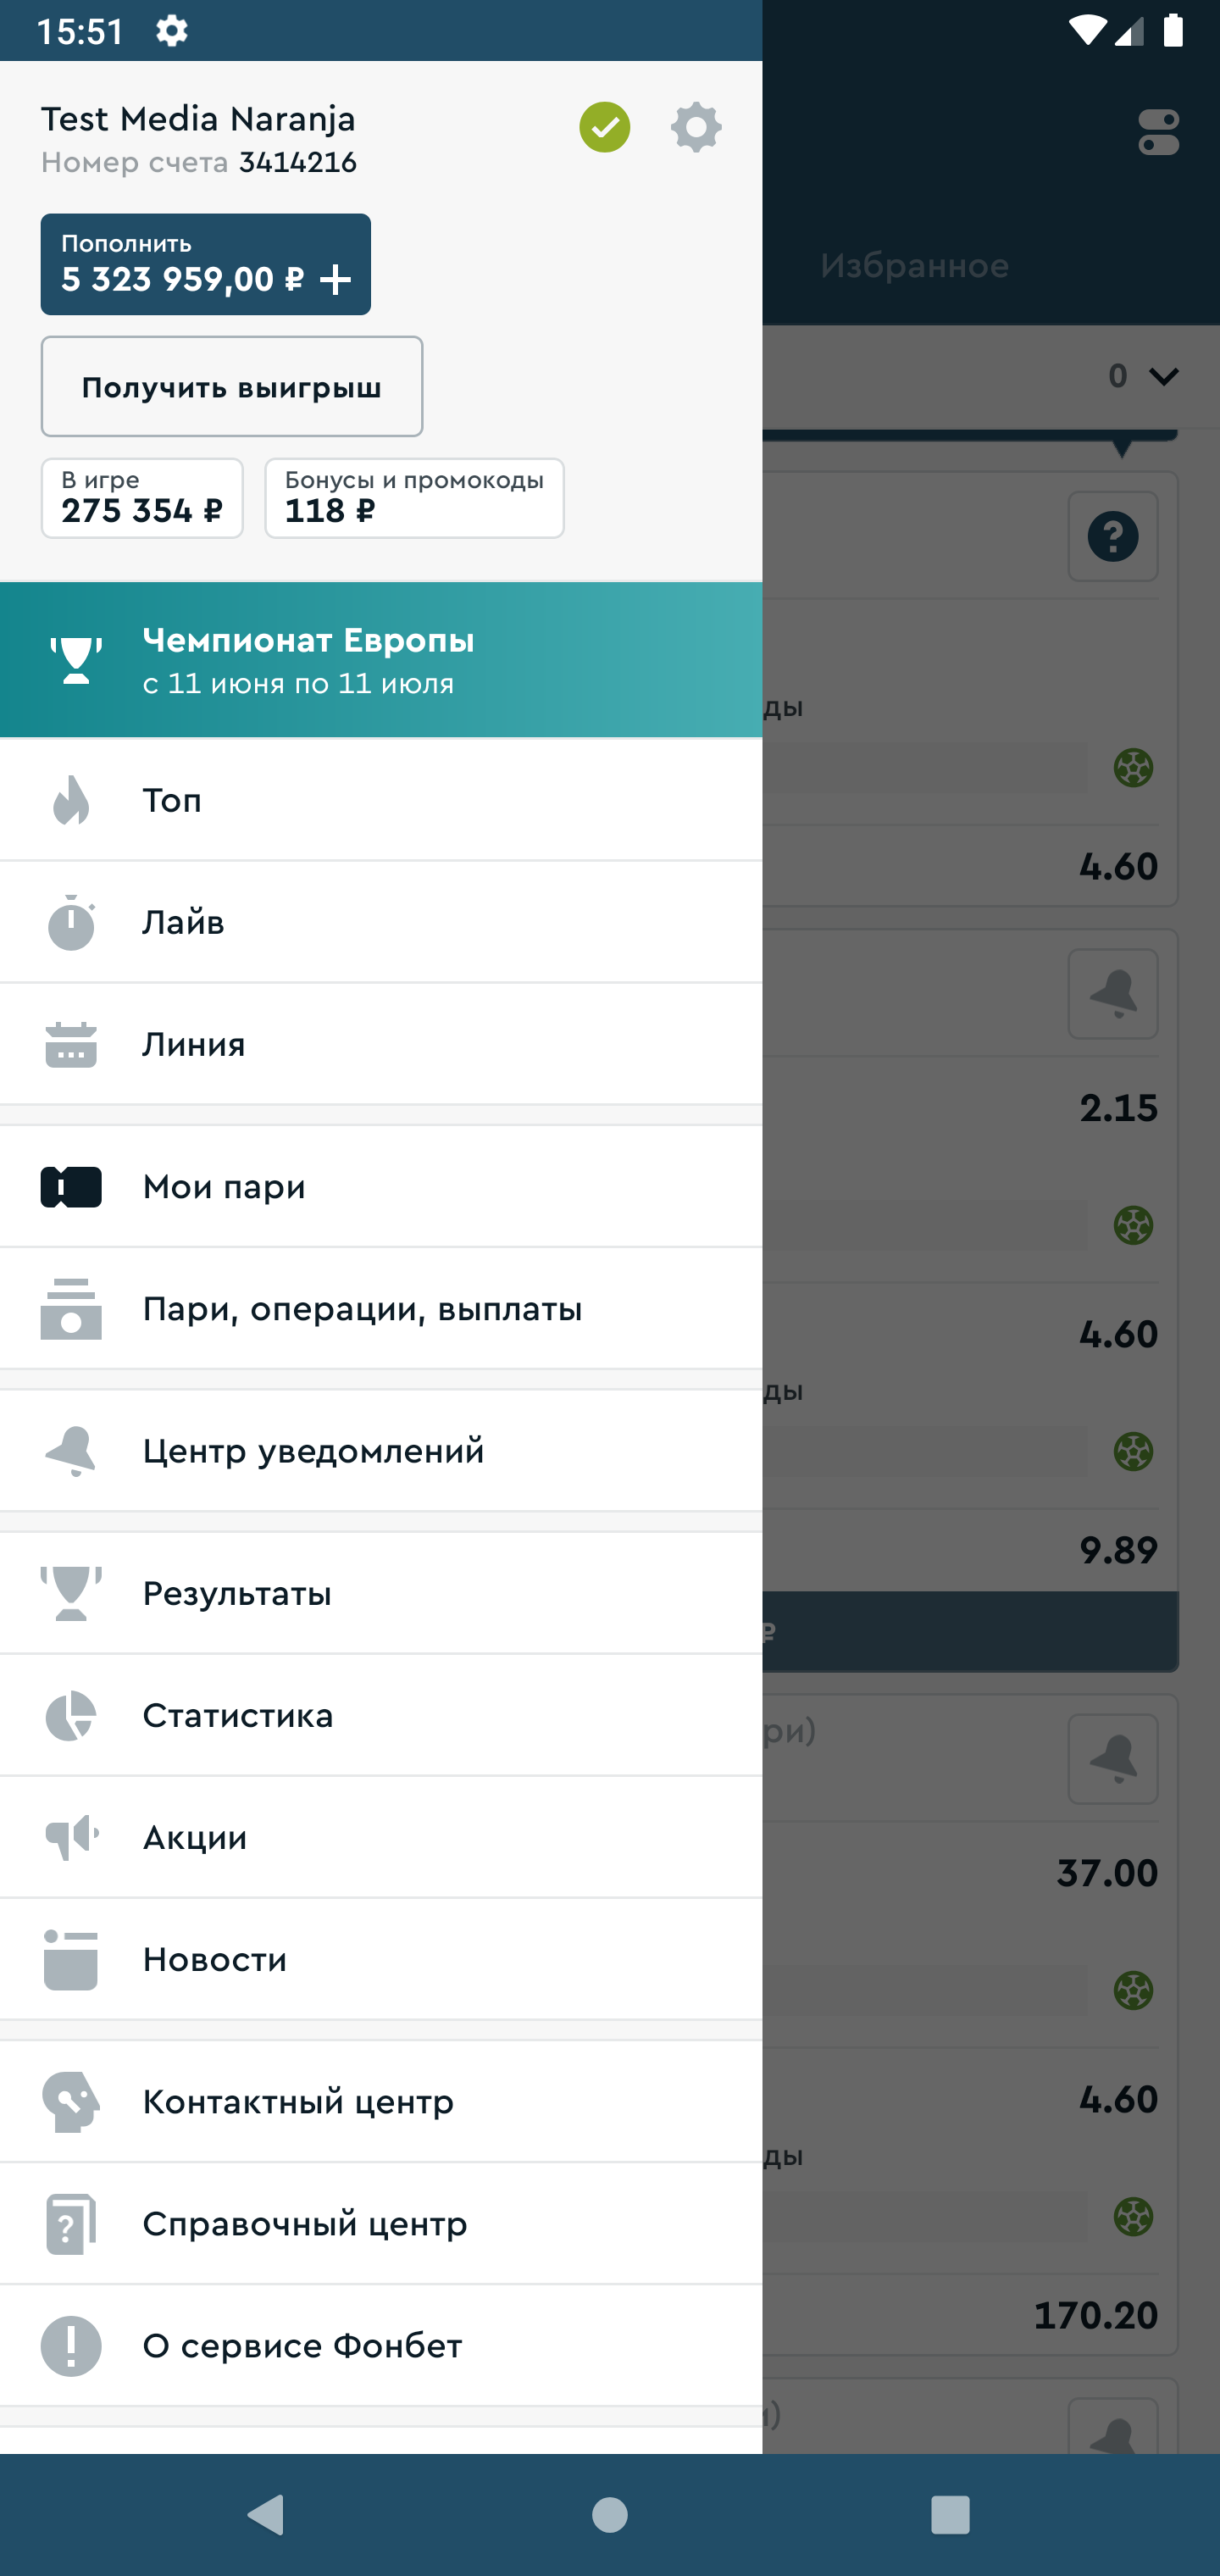 15:51
Test Media Naranja
Номер счета 3414216
Пополнить
5 323 959,00 ₽ +
Избранное
Получить выигрыш
0
В игре
275 354 ₽
Бонусы и промокоды
118 ₽
?
Чемпионат Европы
с 11 июня по 11 июля
ды
Топ
4.60
Лайв
Линия
2.15
Мои пари
Пари, операции, выплаты
4.60
ды
Центр уведомлений
9.89
Результаты
₽
Статистика
ри)
Акции
37.00
Новости
Контактный центр
4.60
ды
Справочный центр
170.20
О сервисе Фонбет